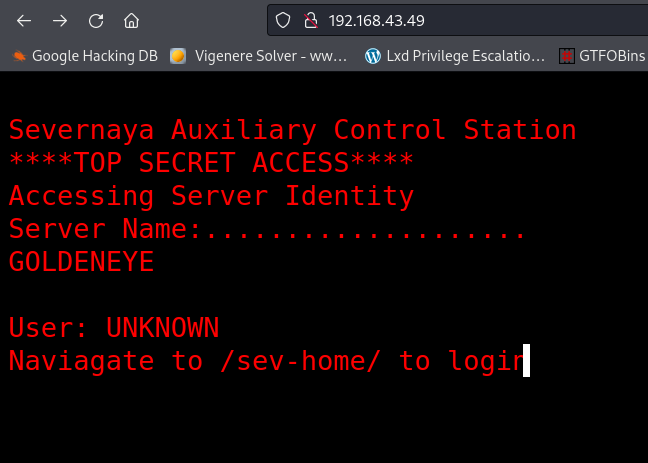 192.168.43.49
Google Hacking DB Vigenere Solver - ww… Lxd Privilege Escalatio… GTFOBins
Severnaya Auxiliary Control Station
****TOP SECRET ACCESS****
Accessing Server Identity
Server Name:....................
GOLDENEYE
User: UNKNOWN
Naviagate to /sev-home/ to login